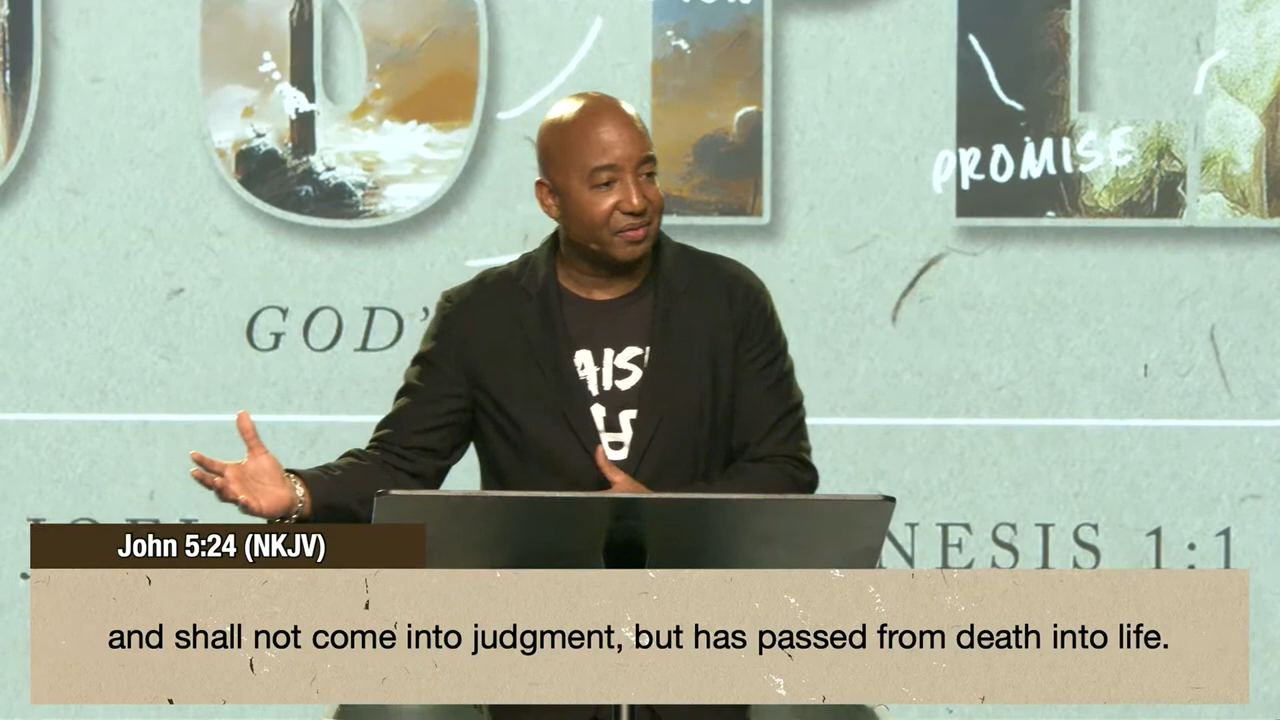 PROMISE
GOD'
NESIS 1:1
John 5:24 (NKJV)
and shall not come into judgment, but has passed from death into life.